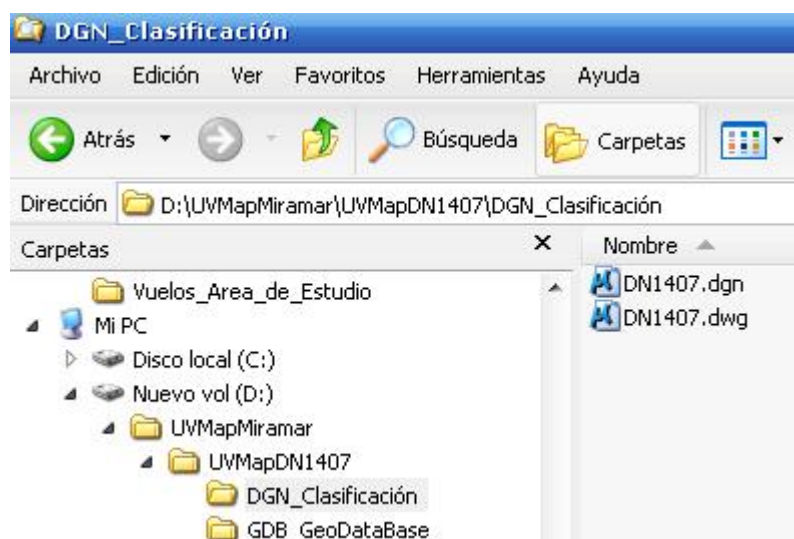 DGN_Clasificación
Archivo Edición Ver Favoritos Herramientas Ayuda
Atrás Búsqueda Carpetas
Dirección D:\UVMapMiramar\UVMapDN1407\DGN_Clasificación
Carpetas x Nombre
Vuelos_Area_de_Estudio
Mi PC
Disco local (C:)
Nuevo vol (D:)
UVMapMiramar
UVMapDN1407
DGN_Clasificación
GDB_GeoDataBase
DN1407.dgn
DN1407.dwg